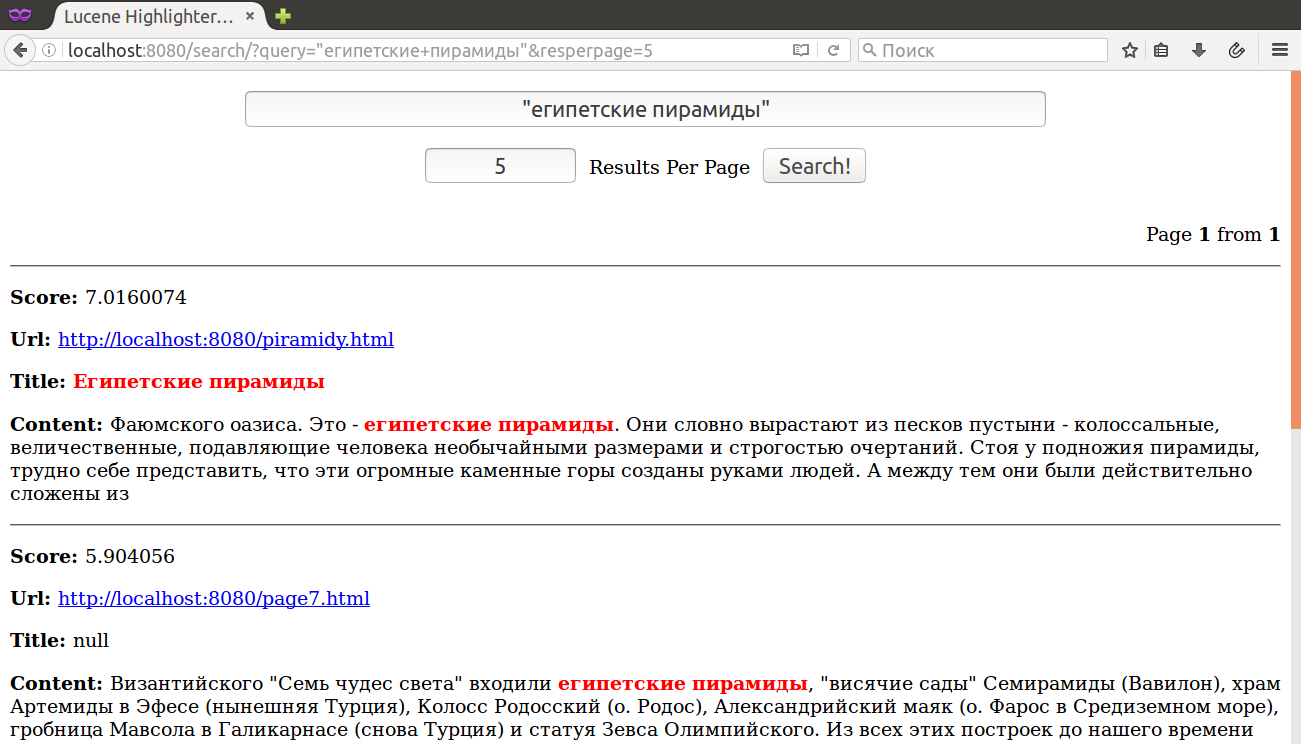 Lucene Highlighter…
localhost:8080/search/?query="египетские+пирамиды"&resperpage=5
Поиск
"египетские пирамиды"
5 Results Per Page Search!
Page 1 from 1
Score: 7.0160074
Url: http://localhost:8080/piramidy.html
Title: Египетские пирамиды
Content: Фаюмского оазиса. Это - египетские пирамиды. Они словно вырастают из песков пустыни - колоссальные,
величественные, подавляющие человека необычайными размерами и строгостью очертаний. Стоя у подножия пирамиды,
трудно себе представить, что эти огромные каменные горы созданы руками людей. А между тем они были действительно
сложены из
Score: 5.904056
Url: http://localhost:8080/page7.html
Title: null
Content: Византийского "Семь чудес света" входили египетские пирамиды, "висячие сады" Семирамиды (Вавилон), храм
Артемиды в Эфесе (нынешняя Турция), Колосс Родосский (о. Родос), Александрийский маяк (о. Фарос в Средиземном море),
гробница Мавсола в Галикарнасе (снова Турция) и статуя Зевса Олимпийского. Из всех этих построек до нашего времени